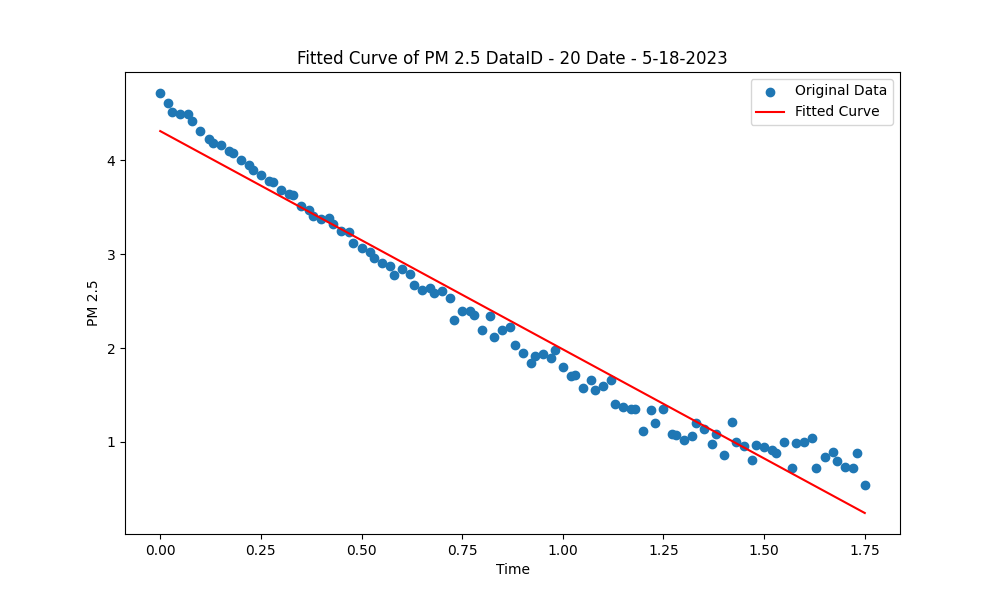 Fitted Curve of PM 2.5 DataID - 20 Date - 5-18-2023
Original Data
Fitted Curve
PM 2.5
4
3
2
1
0.00 0.25 0.50 0.75 1.00 1.25 1.50 1.75
Time